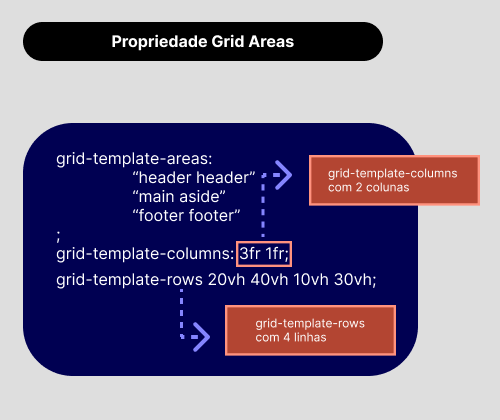 Propriedade Grid Areas
grid-template-areas:
“header header”
“main aside”
“footer footer”
;
grid-template-columns: 3fr 1fr;
grid-template-rows 20vh 40vh 10vh 30vh;
grid-template-columns
com 2 colunas
grid-template-rows
com 4 linhas